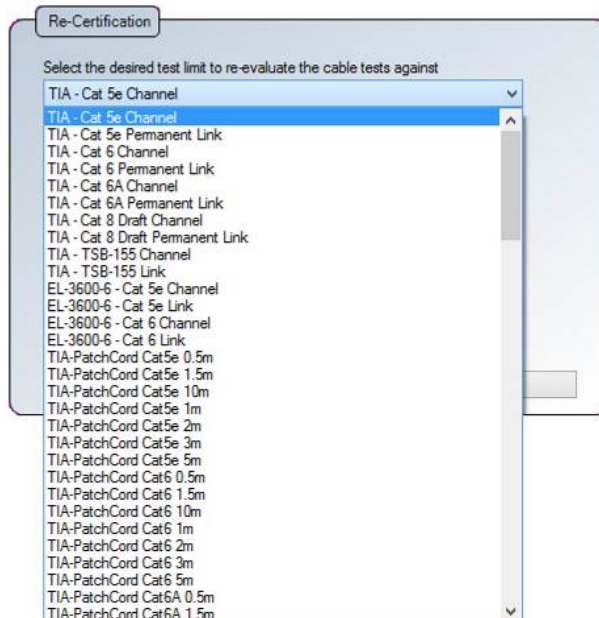 Re-Certification
Select the desired test limit to re-evaluate the cable tests against
TIA - Cat 5e Channel
TIA - Cat 5e Channel
TIA - Cat 5e Permanent Link
TIA - Cat 6 Channel
TIA - Cat 6 Permanent Link
TIA - Cat 6A Channel
TIA - Cat 6A Permanent Link
TIA - Cat 8 Draft Channel
TIA - Cat 8 Draft Permanent Link
TIA - TSB-155 Channel
TIA - TSB-155 Link
EL-3600-6 - Cat 5e Channel
EL-3600-6 - Cat 5e Link
EL-3600-6 - Cat 6 Channel
EL-3600-6 - Cat 6 Link
TIA-PatchCord Cat5e 0.5m
TIA-PatchCord Cat5e 1.5m
TIA-PatchCord Cat5e 10m
TIA-PatchCord Cat5e 1m
TIA-PatchCord Cat5e 2m
TIA-PatchCord Cat5e 3m
TIA-PatchCord Cat5e 5m
TIA-PatchCord Cat6 0.5m
TIA-PatchCord Cat6 1.5m
TIA-PatchCord Cat6 10m
TIA-PatchCord Cat6 1m
TIA-PatchCord Cat6 2m
TIA-PatchCord Cat6 3m
TIA-PatchCord Cat6 5m
TIA-PatchCord Cat6A 0.5m
TIA-PatchCord Cat6A 1.5m